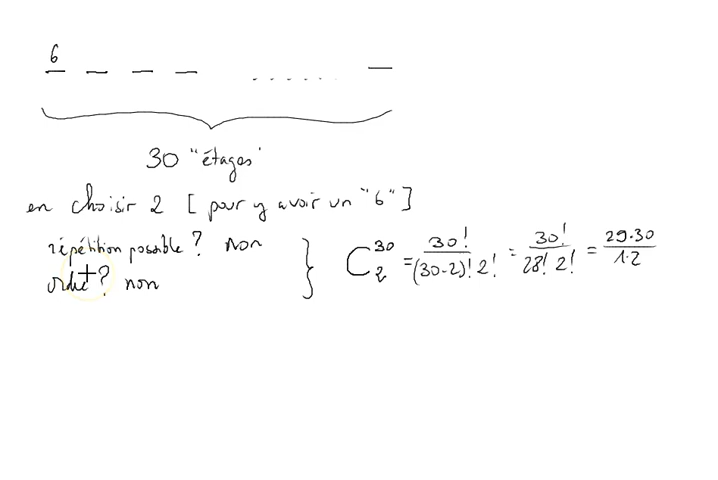 6
30 "étages"
en choisir 2 [ pour y avoir un "6" ]
répétition possible ? non
ordre ? non
C₂³⁰ = 30! / (30-2)! 2! = 30! / 28! 2! = 29·30 / 1·2